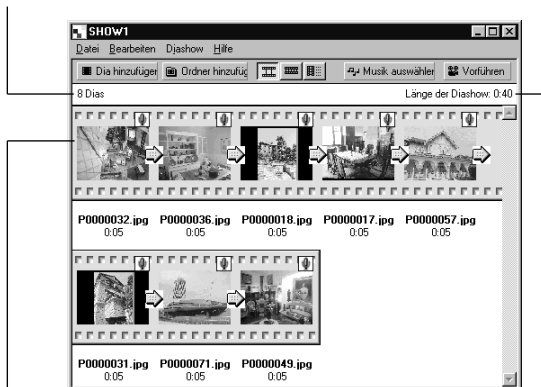 SHOW1
Datei Bearbeiten Djashow Hilfe
Dia hinzufüger Ordner hinzufüg Musik auswähler Vorführen
8 Dias Länge der Diashow: 0:40
P0000032.jpg P0000036.jpg P0000018.jpg P0000017.jpg P0000057.jpg
0:05 0:05 0:05 0:05 0:05
P0000031.jpg P0000071.jpg P0000049.jpg
0:05 0:05 0:05